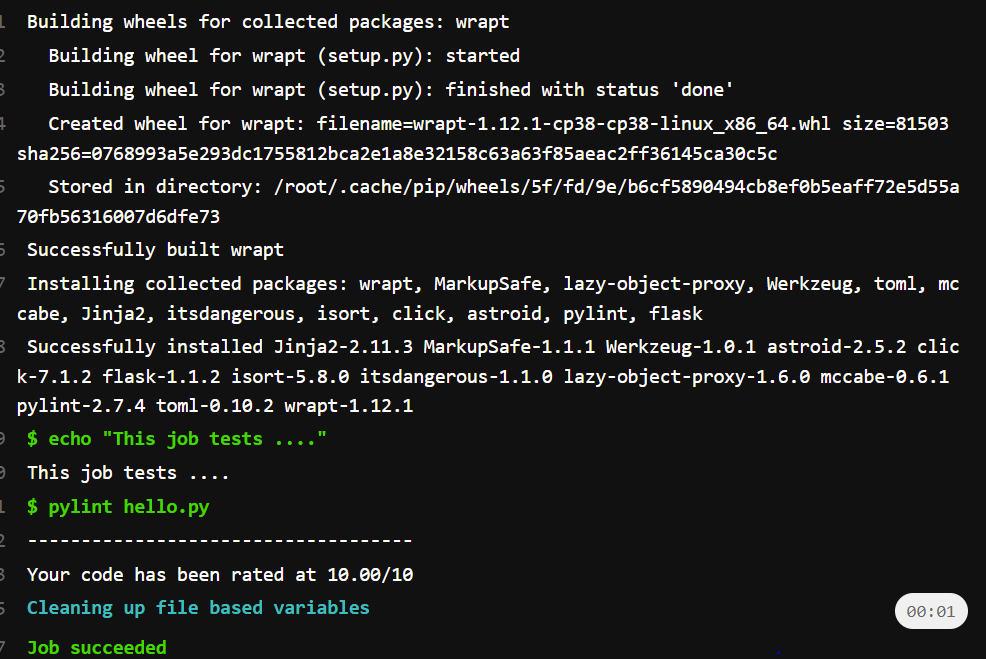 1 Building wheels for collected packages: wrapt
2 Building wheel for wrapt (setup.py): started
3 Building wheel for wrapt (setup.py): finished with status 'done'
4 Created wheel for wrapt: filename=wrapt-1.12.1-cp38-cp38-linux_x86_64.whl size=81503
sha256=0768993a5e293dc1755812bca2e1a8e32158c63a63f85aeac2ff36145ca30c5c
5 Stored in directory: /root/.cache/pip/wheels/5f/fd/9e/b6cf5890494cb8ef0b5eaff72e5d55a
70fb56316007d6dfe73
6 Successfully built wrapt
7 Installing collected packages: wrapt, MarkupSafe, lazy-object-proxy, Werkzeug, toml, mc
cabe, Jinja2, itsdangerous, isort, click, astroid, pylint, flask
8 Successfully installed Jinja2-2.11.3 MarkupSafe-1.1.1 Werkzeug-1.0.1 astroid-2.5.2 clic
k-7.1.2 flask-1.1.2 isort-5.8.0 itsdangerous-1.1.0 lazy-object-proxy-1.6.0 mccabe-0.6.1
pylint-2.7.4 toml-0.10.2 wrapt-1.12.1
9 $ echo "This job tests ...."
0 This job tests ....
1 $ pylint hello.py
2 ------------------------------------
3 Your code has been rated at 10.00/10
5 Cleaning up file based variables
00:01
7 Job succeeded